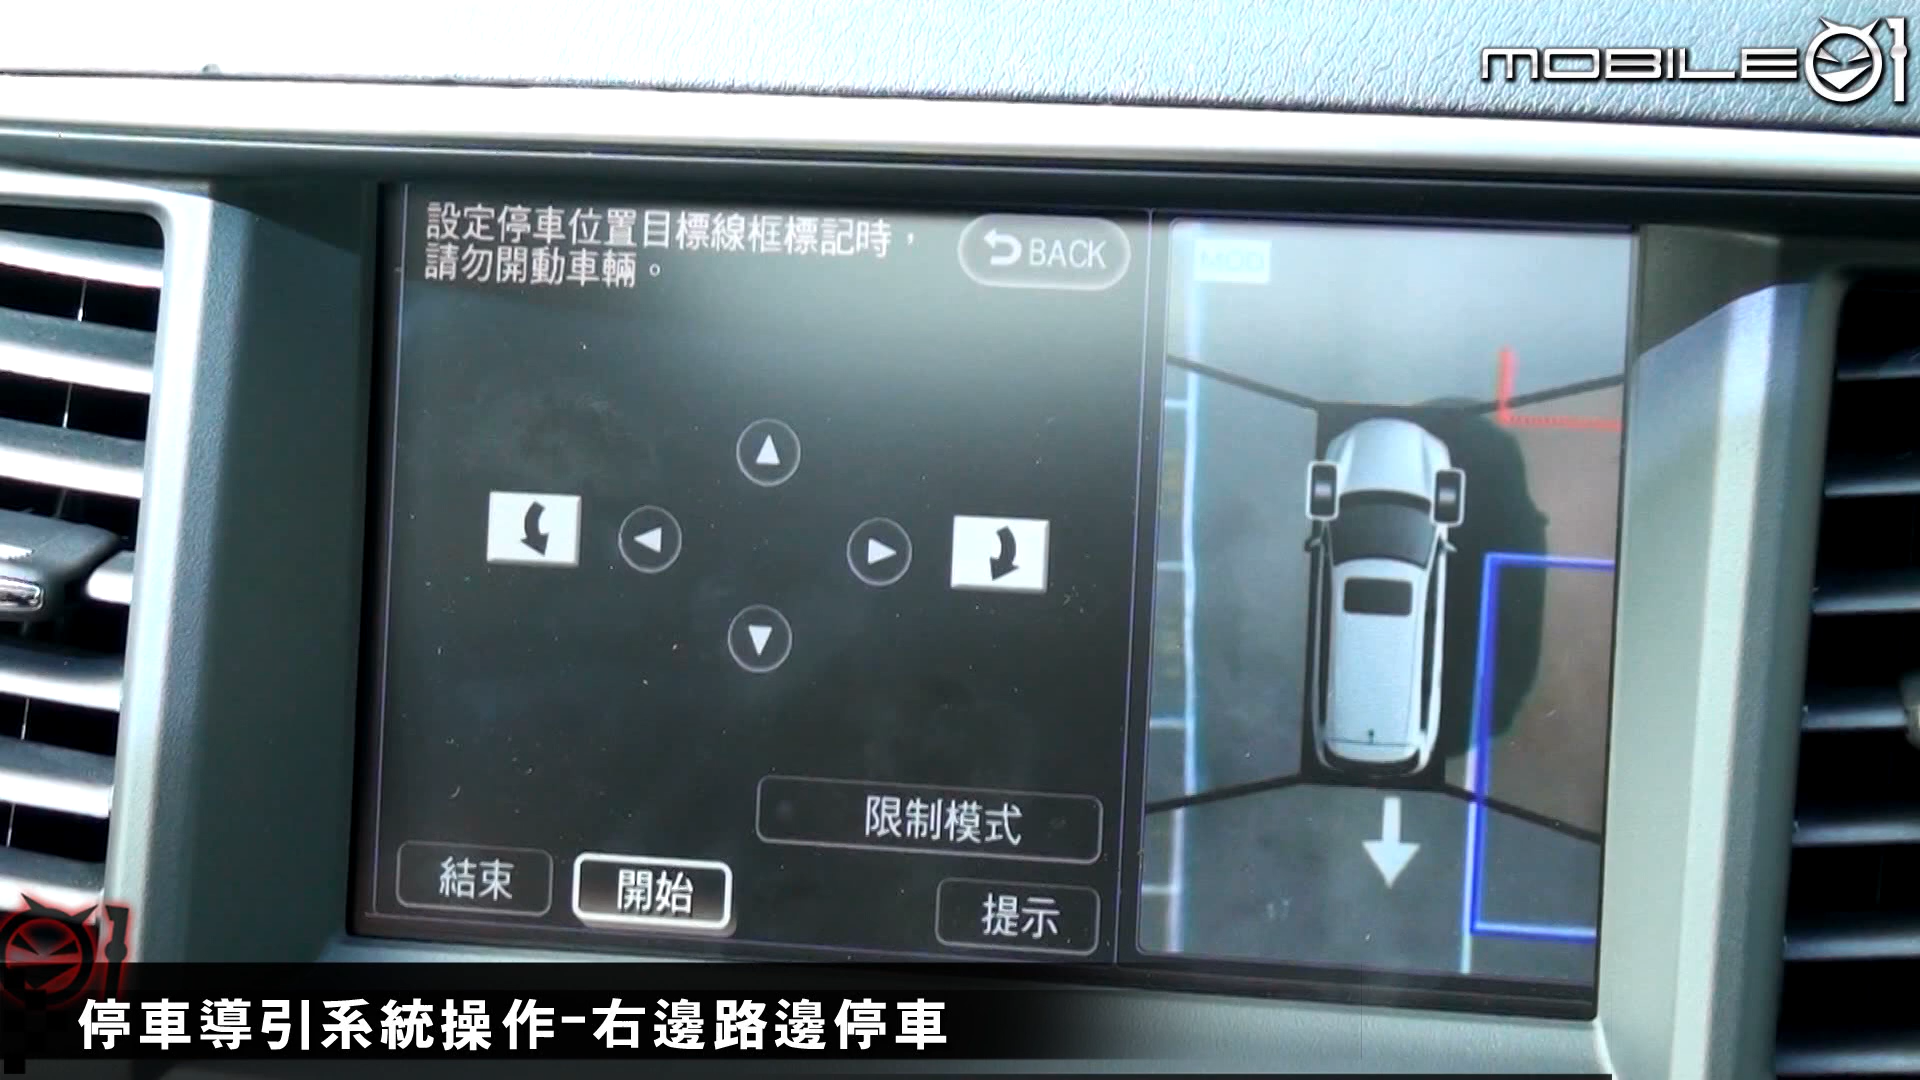 MOBILE01
設定停車位置目標線框標記時，
請勿開動車輛。
BACK
MOD
限制模式
結束
開始
提示
停車導引系統操作-右邊路邊停車